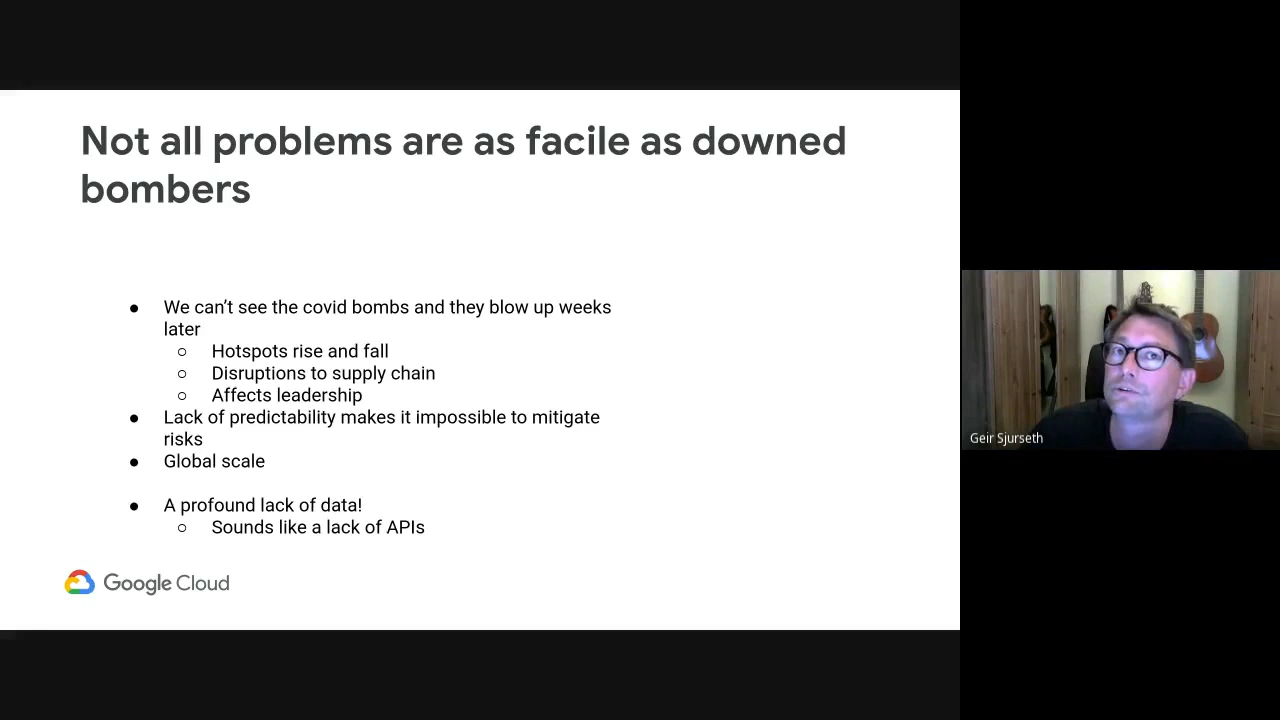 Not all problems are as facile as downed
bombers
● We can’t see the covid bombs and they blow up weeks
later
○ Hotspots rise and fall
○ Disruptions to supply chain
○ Affects leadership
● Lack of predictability makes it impossible to mitigate
risks
● Global scale
● A profound lack of data!
○ Sounds like a lack of APIs
Google Cloud
Geir Sjurseth